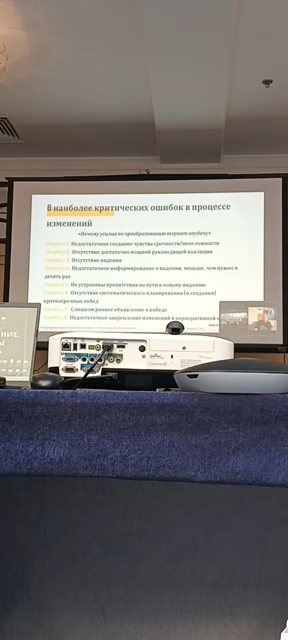 8 наиболее критических ошибок в процессе
изменений
«Почему усилия по преобразованию терпят неудачу»
Ошибка 1: Недостаточное создание чувства срочности/неотложности
Ошибка 2: Отсутствие достаточно мощной руководящей коалиции
Ошибка 3: Отсутствие видения
Ошибка 4: Недостаточное информирование о видении, меньше, чем нужно в
десять раз
Ошибка 5: Не устранены препятствия на пути к новому видению
Ошибка 6: Отсутствие систематического планирования (и создания)
краткосрочных побед
Ошибка 7: Слишком раннее объявление о победе
Ошибка 8: Недостаточное закрепление изменений в корпоративной